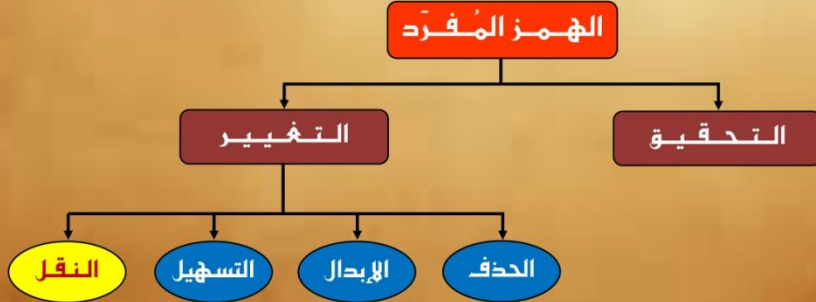 الهمز المُفرَد
التحقيق
التغيير
الحذف
الإبدال
التسهيل
النقل